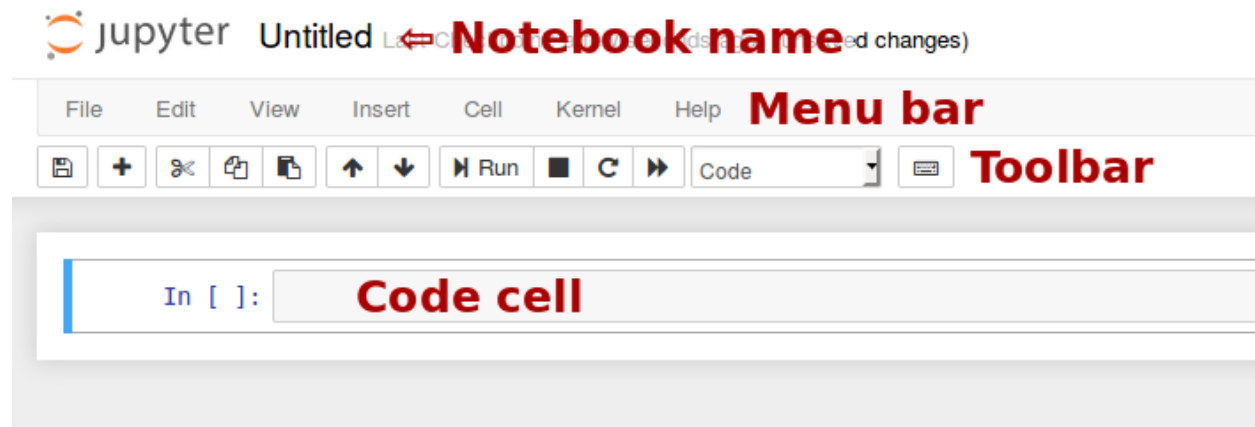 jupyter Untitled ⇐ Notebook name d changes)
File Edit View Insert Cell Kernel Help Menu bar
Run Code Toolbar
In [ ]: Code cell